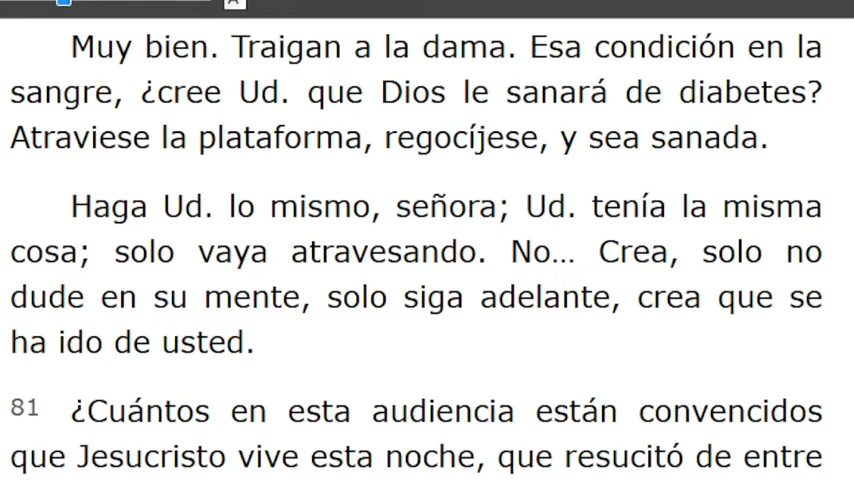 Muy bien. Traigan a la dama. Esa condición en la
sangre, ¿cree Ud. que Dios le sanará de diabetes?
Atraviese la plataforma, regocíjese, y sea sanada.
Haga Ud. lo mismo, señora; Ud. tenía la misma
cosa; solo vaya atravesando. No... Crea, solo no
dude en su mente, solo siga adelante, crea que se
ha ido de usted.
81 ¿Cuántos en esta audiencia están convencidos
que Jesucristo vive esta noche, que resucitó de entre